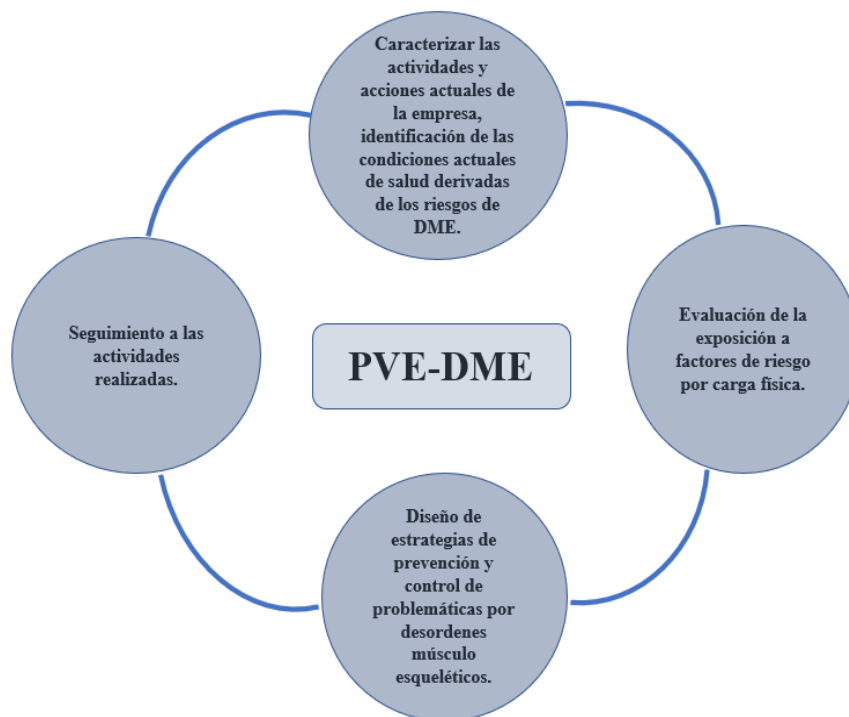 Caracterizar las
actividades y
acciones actuales de
la empresa,
identificación de las
condiciones actuales
de salud derivadas
de los riesgos de
DME.
Evaluación de la
exposición a
factores de riesgo
por carga física.
Diseño de
estrategias de
prevención y
control de
problemáticas por
desordenes
músculo
esqueléticos.
Seguimiento a las
actividades
realizadas.
PVE-DME